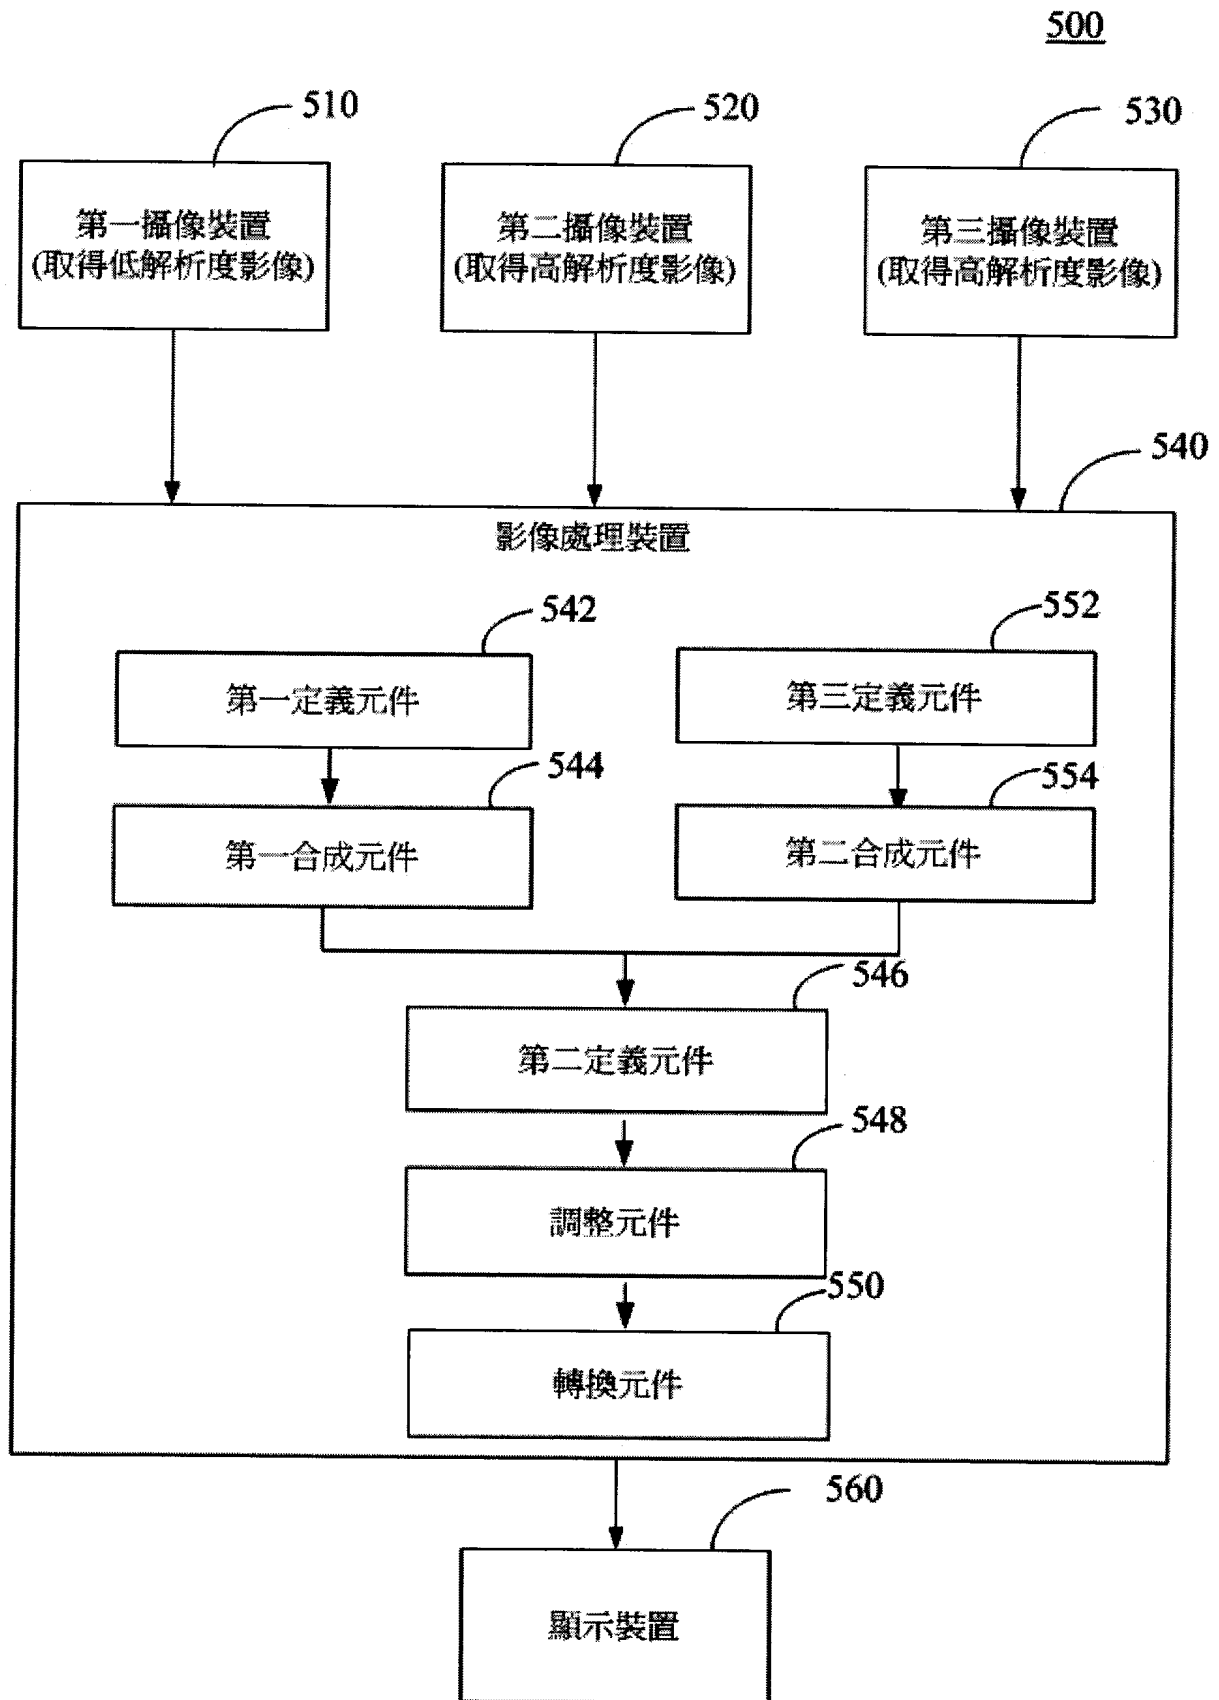 500
510
520
530
第一攝像裝置
(取得低解析度影像)
第二攝像裝置
(取得高解析度影像)
第三攝像裝置
(取得高解析度影像)
540
影像處理裝置
542
552
第一定義元件
第三定義元件
544
554
第一合成元件
第二合成元件
546
第二定義元件
548
調整元件
550
轉換元件
560
顯示裝置